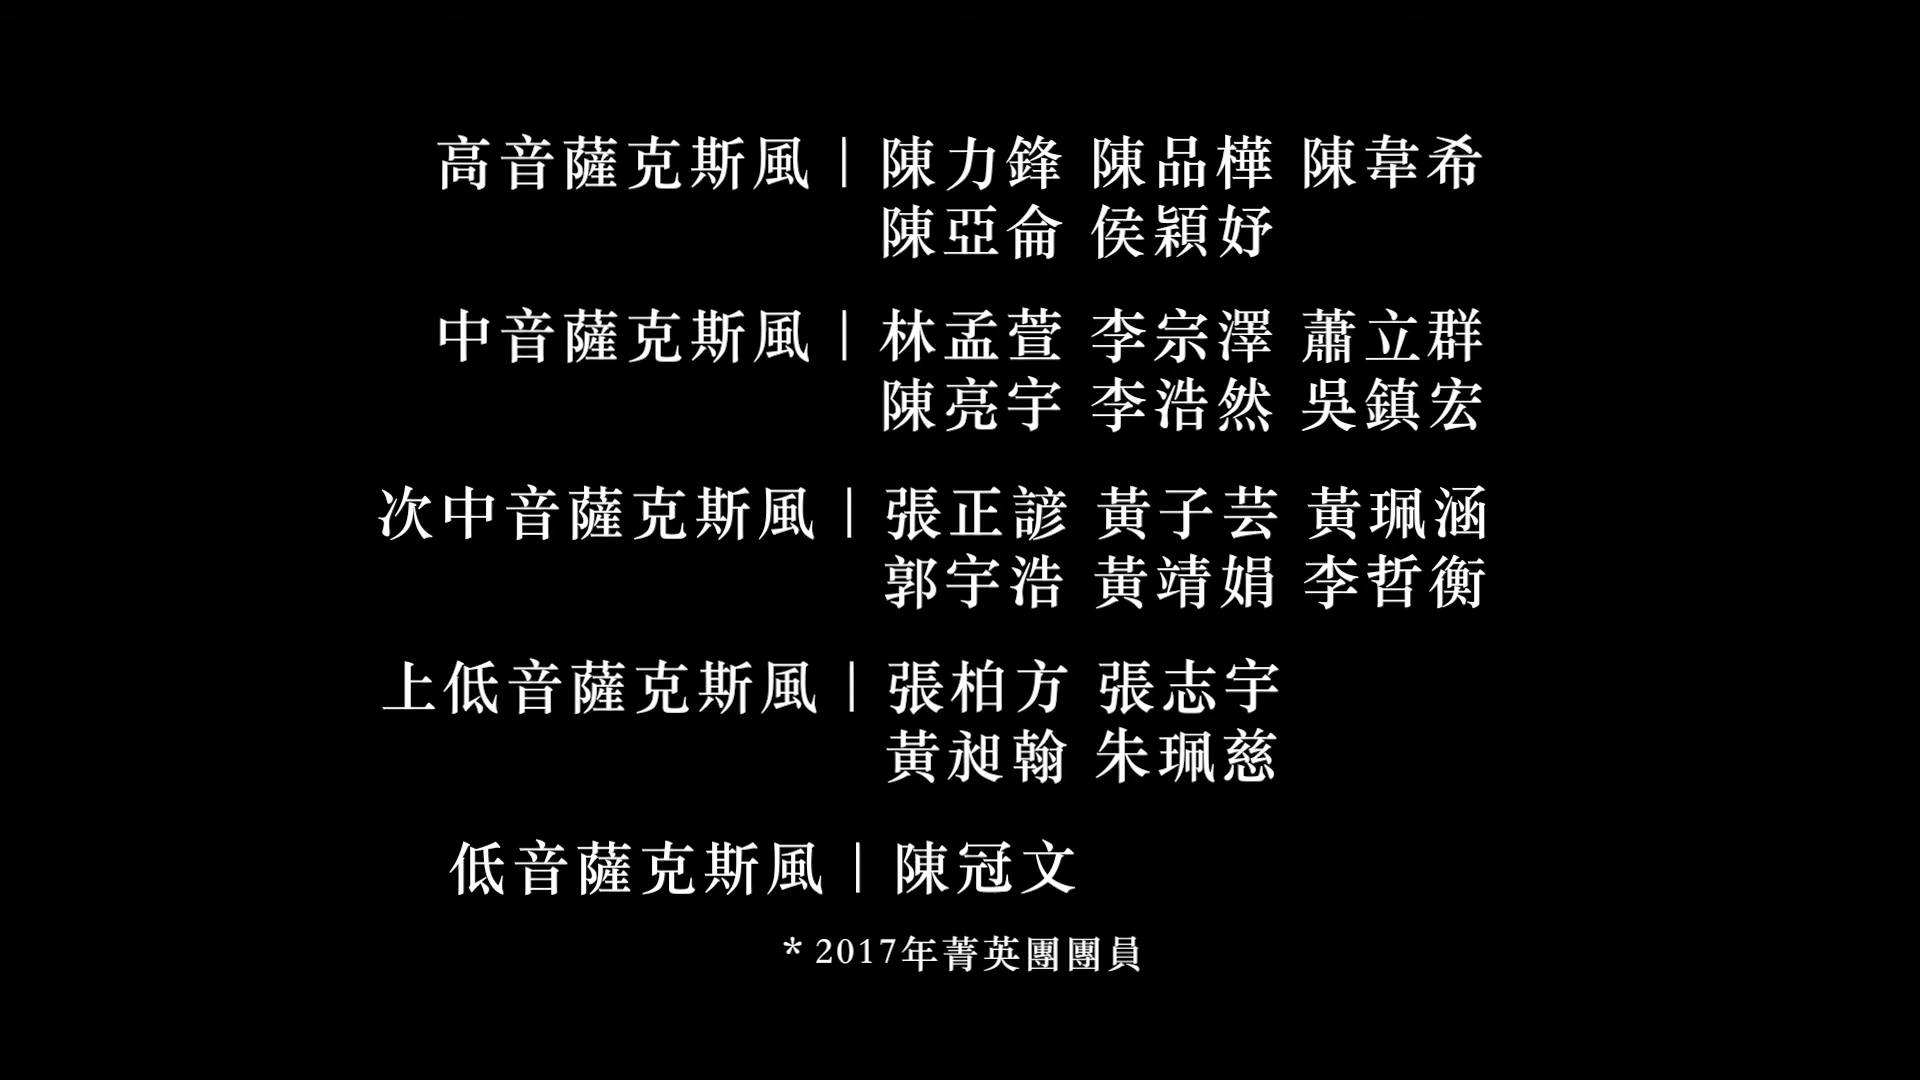 高音薩克斯風｜陳力鋒 陳品樺 陳韋希
陳亞侖 侯穎妤
中音薩克斯風｜林孟萱 李宗澤 蕭立群
陳亮宇 李浩然 吳鎮宏
次中音薩克斯風｜張正諺 黃子芸 黃珮涵
郭宇浩 黃靖娟 李哲衡
上低音薩克斯風｜張柏方 張志宇
黃昶翰 朱珮慈
低音薩克斯風｜陳冠文
*2017年菁英團團員